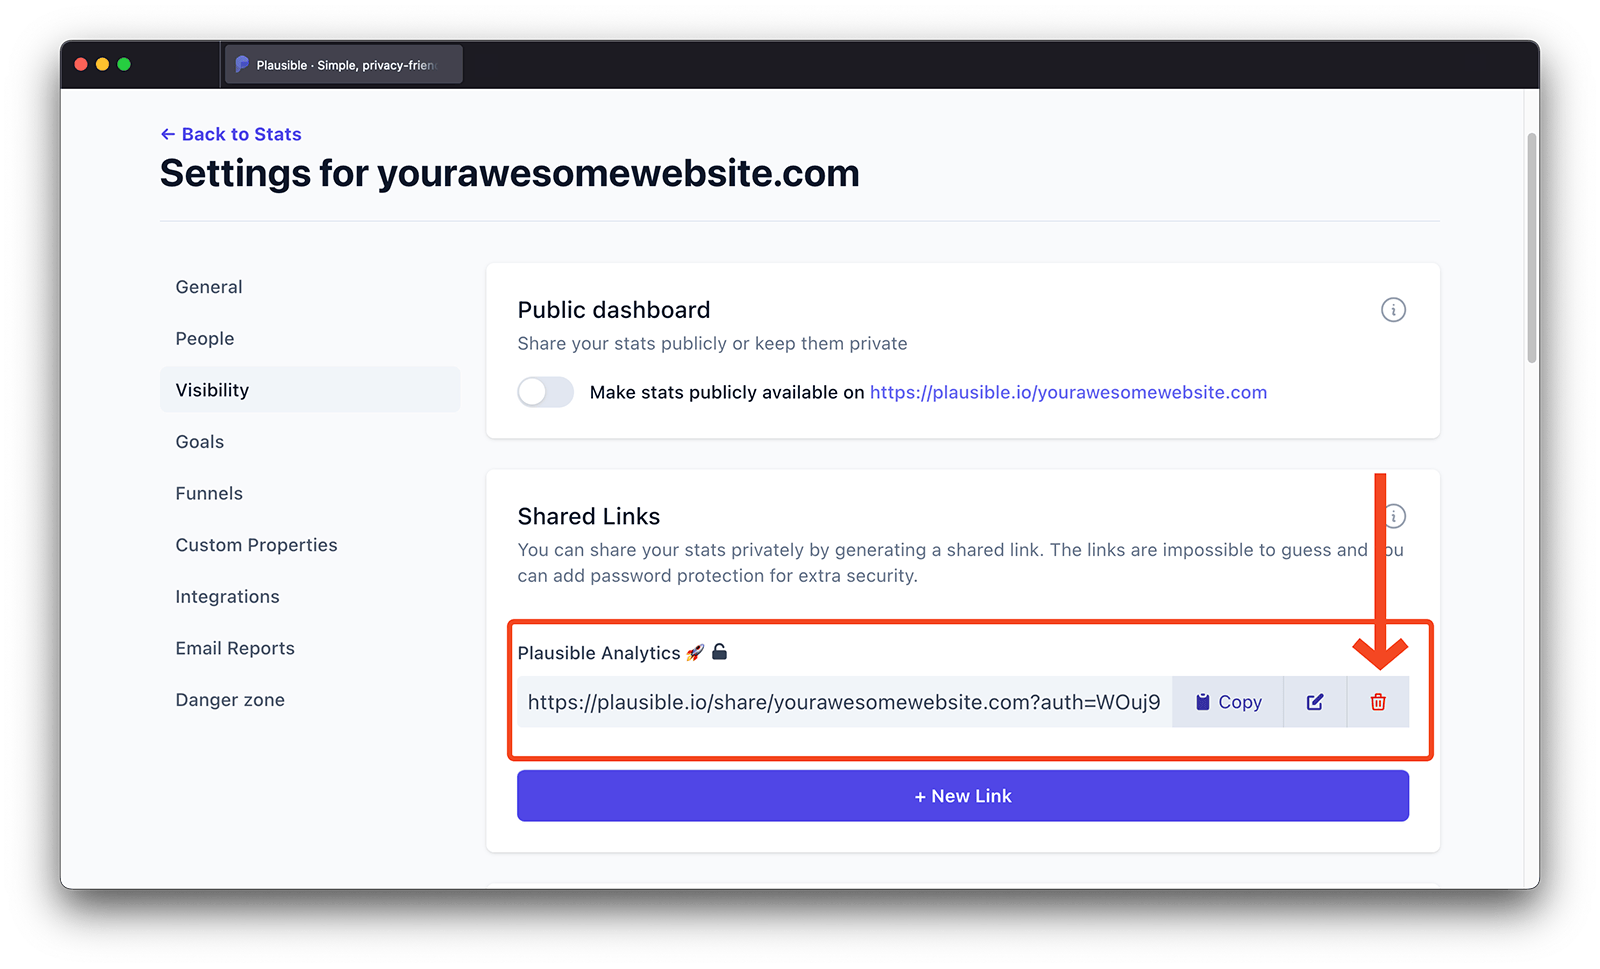 Plausible · Simple, privacy-frien
← Back to Stats
Settings for yourawesomewebsite.com
General
People
Visibility
Goals
Funnels
Custom Properties
Integrations
Email Reports
Danger zone
Public dashboard
Share your stats publicly or keep them private
Make stats publicly available on https://plausible.io/yourawesomewebsite.com
Shared Links
You can share your stats privately by generating a shared link. The links are impossible to guess and you
can add password protection for extra security.
Plausible Analytics 🚀 🔓
https://plausible.io/share/yourawesomewebsite.com?auth=WOuj9
Copy
+ New Link